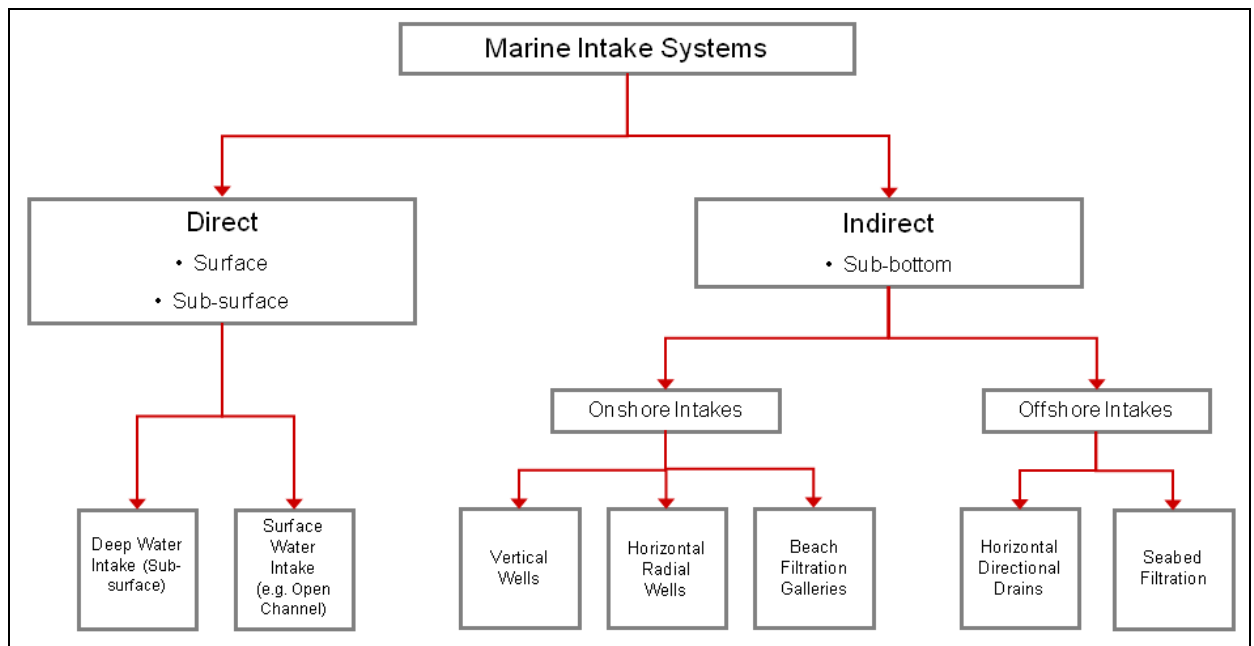 Marine Intake Systems
Direct
• Surface
• Sub-surface
Indirect
• Sub-bottom
Onshore Intakes
Offshore Intakes
Deep Water
Intake (Sub-
surface)
Surface
Water
Intake
(e.g. Open
Channel)
Vertical
Wells
Horizontal
Radial
Wells
Beach
Filtration
Galleries
Horizontal
Directional
Drains
Seabed
Filtration